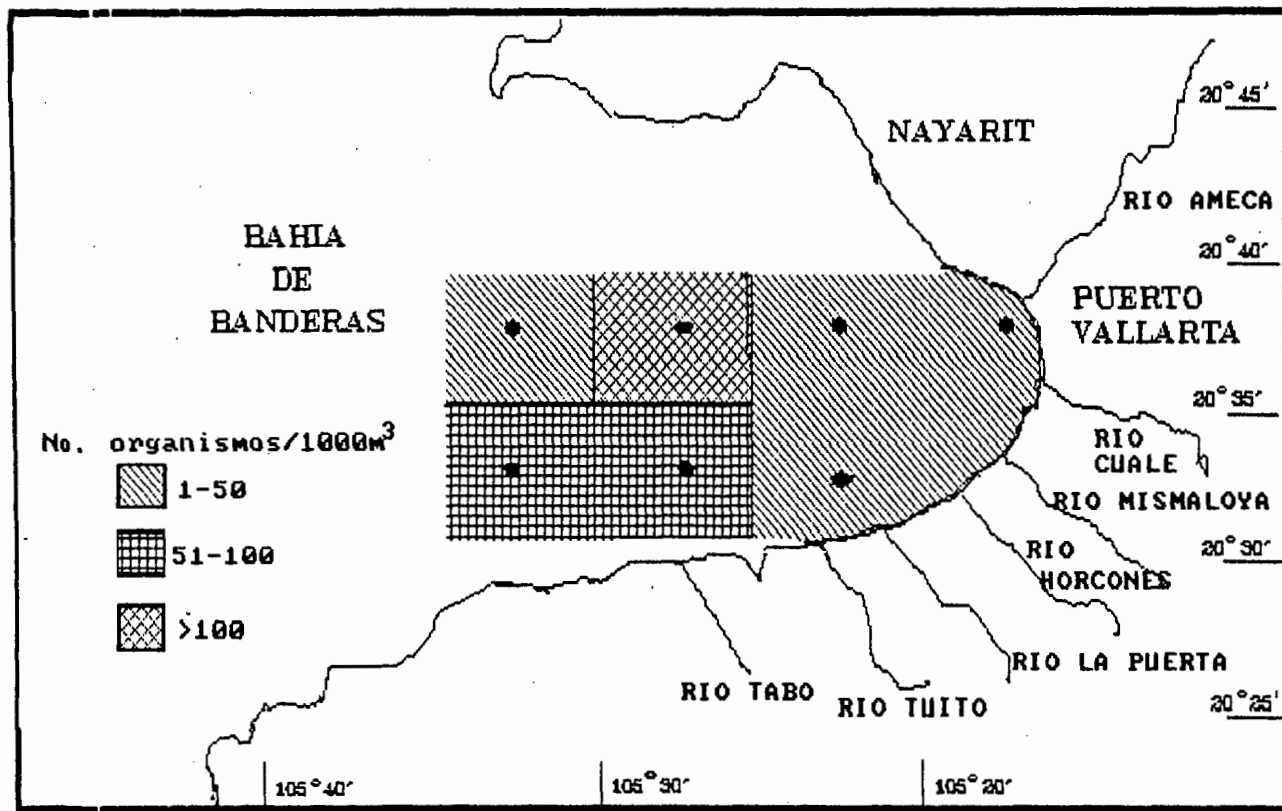 20°45'
NAYARIT
RIO AMECA
BAHIA
DE
BANDERAS
20°40'
PUERTO
VALLARTA
20°35'
No. organismos/1000m³
1-50
51-100
>100
RIO
CUALE
RIO MISMALOYA
20°30'
RIO
HORCONES
RIO LA PUERTA
RIO TABO
RIO TUITO
20°25'
105°40'
105°30'
105°20'